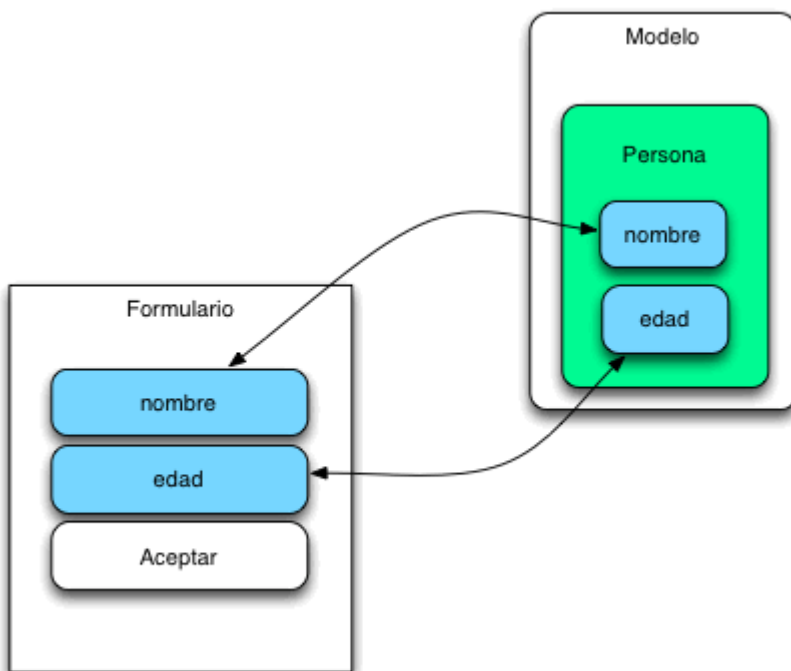 Modelo
Persona
nombre
edad
Formulario
nombre
edad
Aceptar